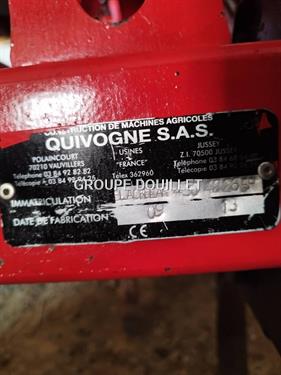 CONSTRUCTION DE MACHINES AGRICOLES
QUIVOGNE S.A.S.
POLAINCOURT
70210 VAUVILLERS
Téléphone 03 84 92 82 82
Télécopie + 03 84 92 84 25
USINES
"FRANCE"
Télex 362960
JUSSEY
Z.I. 70500 JUSSEY
Téléphone 03 84 68
Télécopie 03 84
GROUPE DOUILLET
IMMATRICULATION
DATE DE FABRICATION 09 13
CE